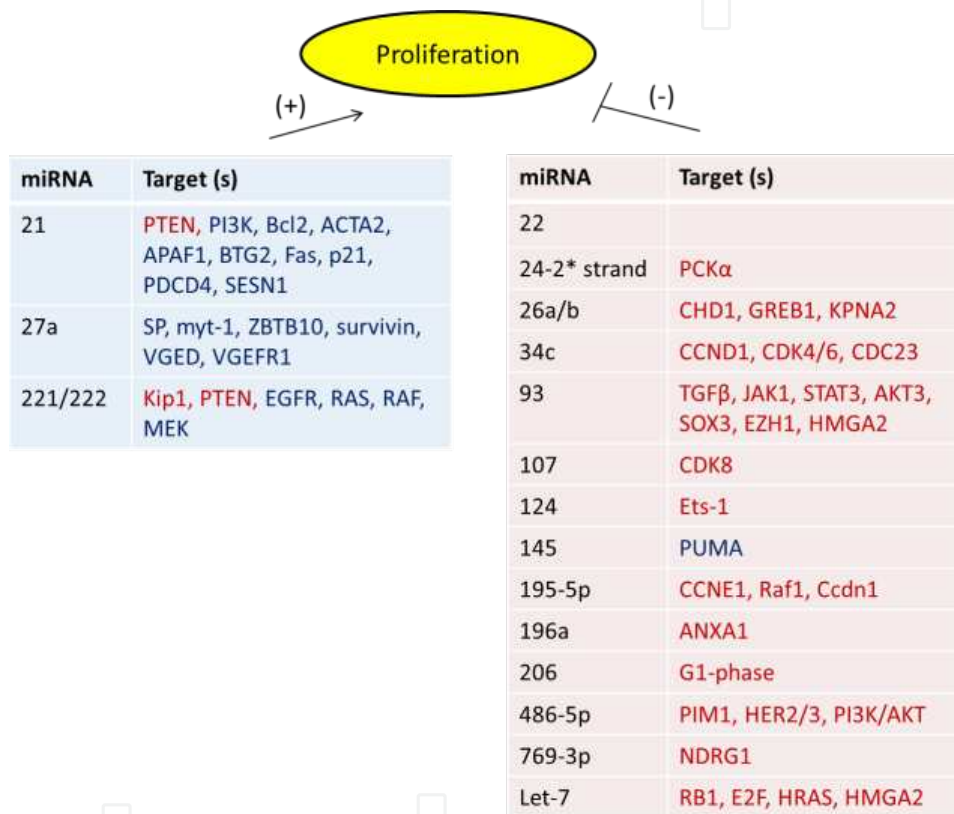 Proliferation
(+)
(-)
miRNA Target (s)
21 PTEN, PI3K, Bcl2, ACTA2,
APAF1, BTG2, Fas, p21,
PDCD4, SESN1
27a SP, myt-1, ZBTB10, survivin,
VGED, VGEFR1
221/222 Kip1, PTEN, EGFR, RAS, RAF,
MEK
miRNA Target (s)
22
24-2* strand PCKα
26a/b CHD1, GREB1, KPNA2
34c CCND1, CDK4/6, CDC23
93 TGFβ, JAK1, STAT3, AKT3,
SOX3, EZH1, HMGA2
107 CDK8
124 Ets-1
145 PUMA
195-5p CCNE1, Raf1, Ccdn1
196a ANXA1
206 G1-phase
486-5p PIM1, HER2/3, PI3K/AKT
769-3p NDRG1
Let-7 RB1, E2F, HRAS, HMGA2